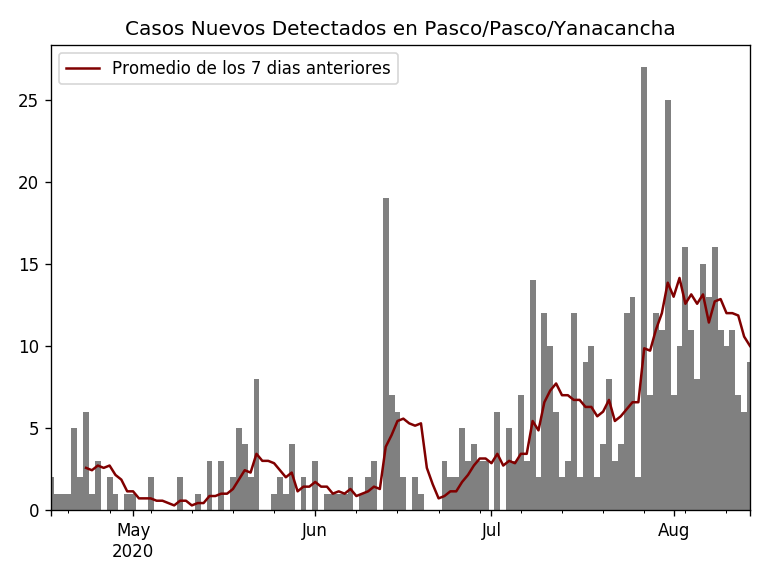 Casos Nuevos Detectados en Pasco/Pasco/Yanacancha
Promedio de los 7 dias anteriores
25
20
15
10
5
0
May
2020
Jun
Jul
Aug